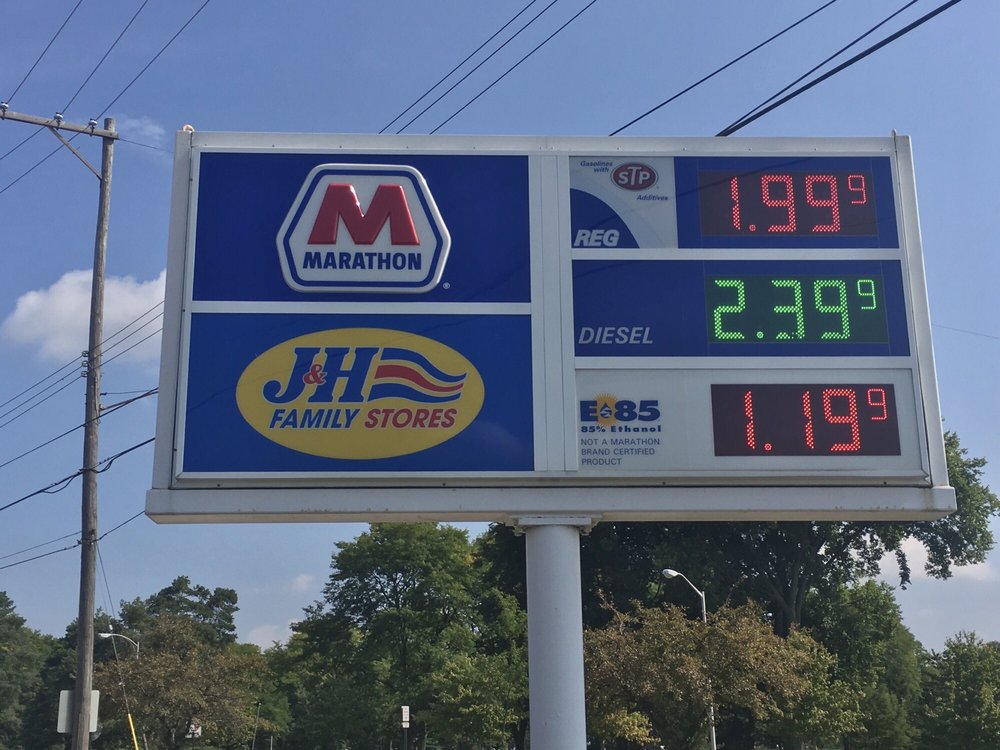 M
MARATHON
®
J&H
FAMILY STORES
Gasolines
with
STP
Additives
REG
1.99 9
DIESEL
2.39 9
E85
85% Ethanol
NOT A MARATHON
BRAND CERTIFIED
PRODUCT
1.19 9